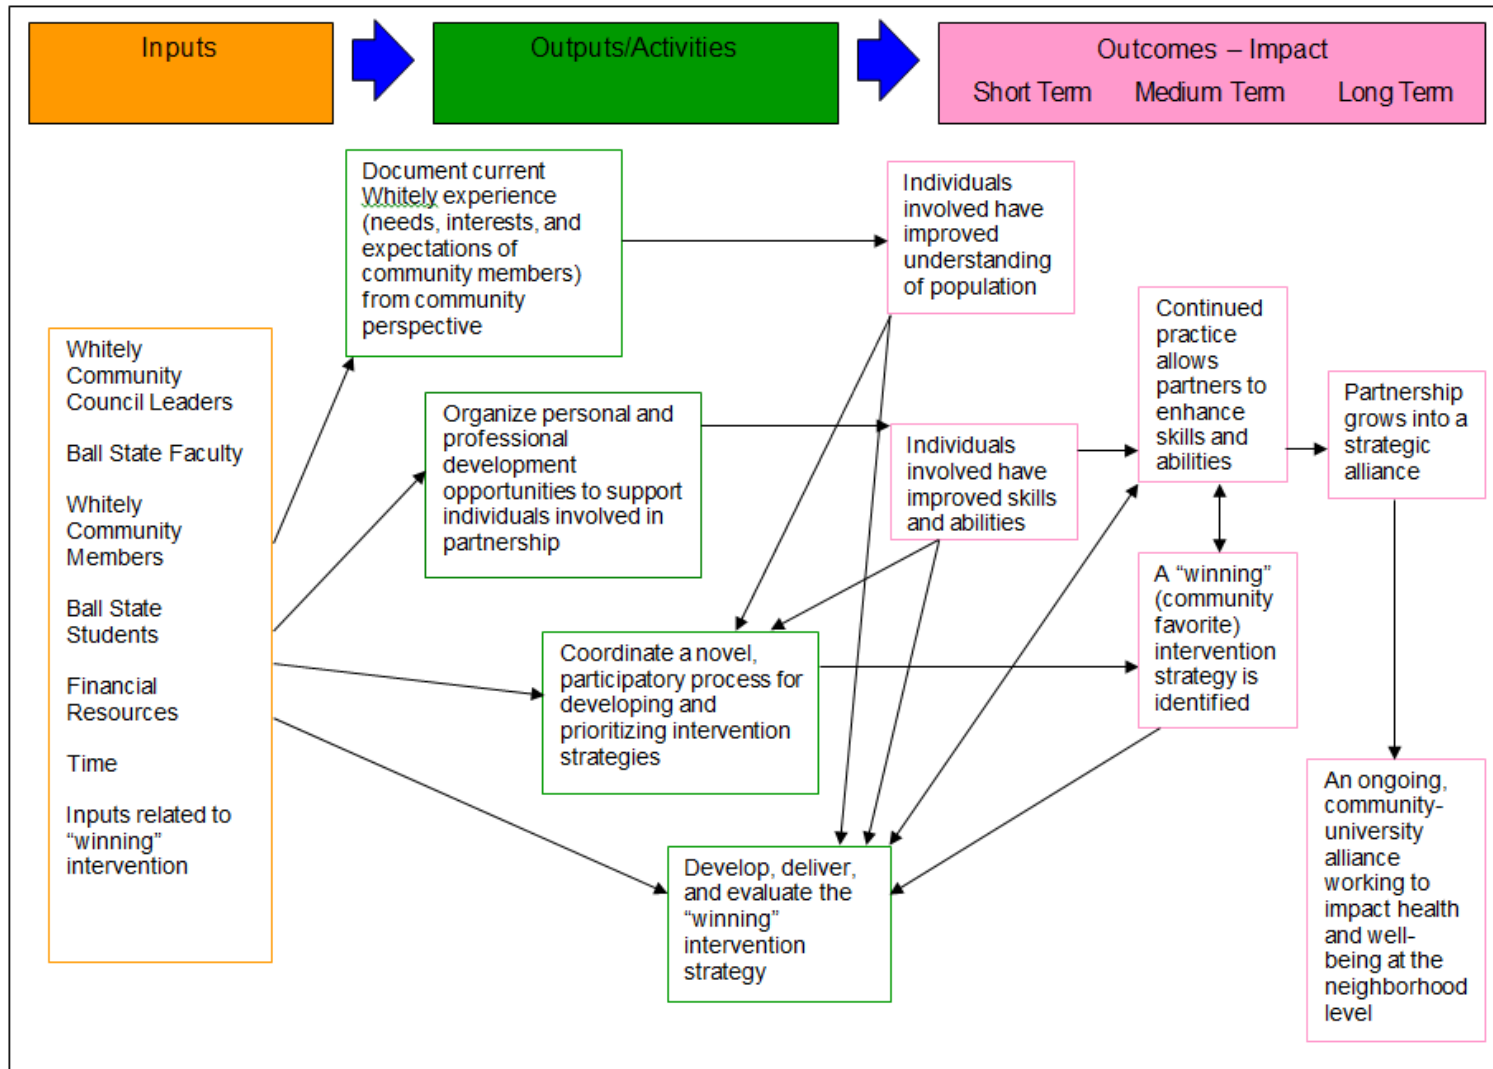 Inputs
Outputs/Activities
Outcomes – Impact
Short Term
Medium Term
Long Term
Document current
Whitely experience
(needs, interests, and
expectations of
community members)
from community
perspective
Individuals
involved have
improved
understanding
of population
Whitely
Community
Council Leaders
Ball State Faculty
Whitely
Community
Members
Ball State
Students
Financial
Resources
Time
Inputs related to
“winning”
intervention
Organize personal and
professional
development
opportunities to support
individuals involved in
partnership
Individuals
involved have
improved skills
and abilities
Continued
practice
allows
partners to
enhance
skills and
abilities
Partnership
grows into a
strategic
alliance
Coordinate a novel,
participatory process for
developing and
prioritizing intervention
strategies
A “winning”
(community
favorite)
intervention
strategy is
identified
Develop, deliver,
and evaluate the
“winning”
intervention
strategy
An ongoing,
community-
university
alliance
working to
impact health
and well-
being at the
neighborhood
level